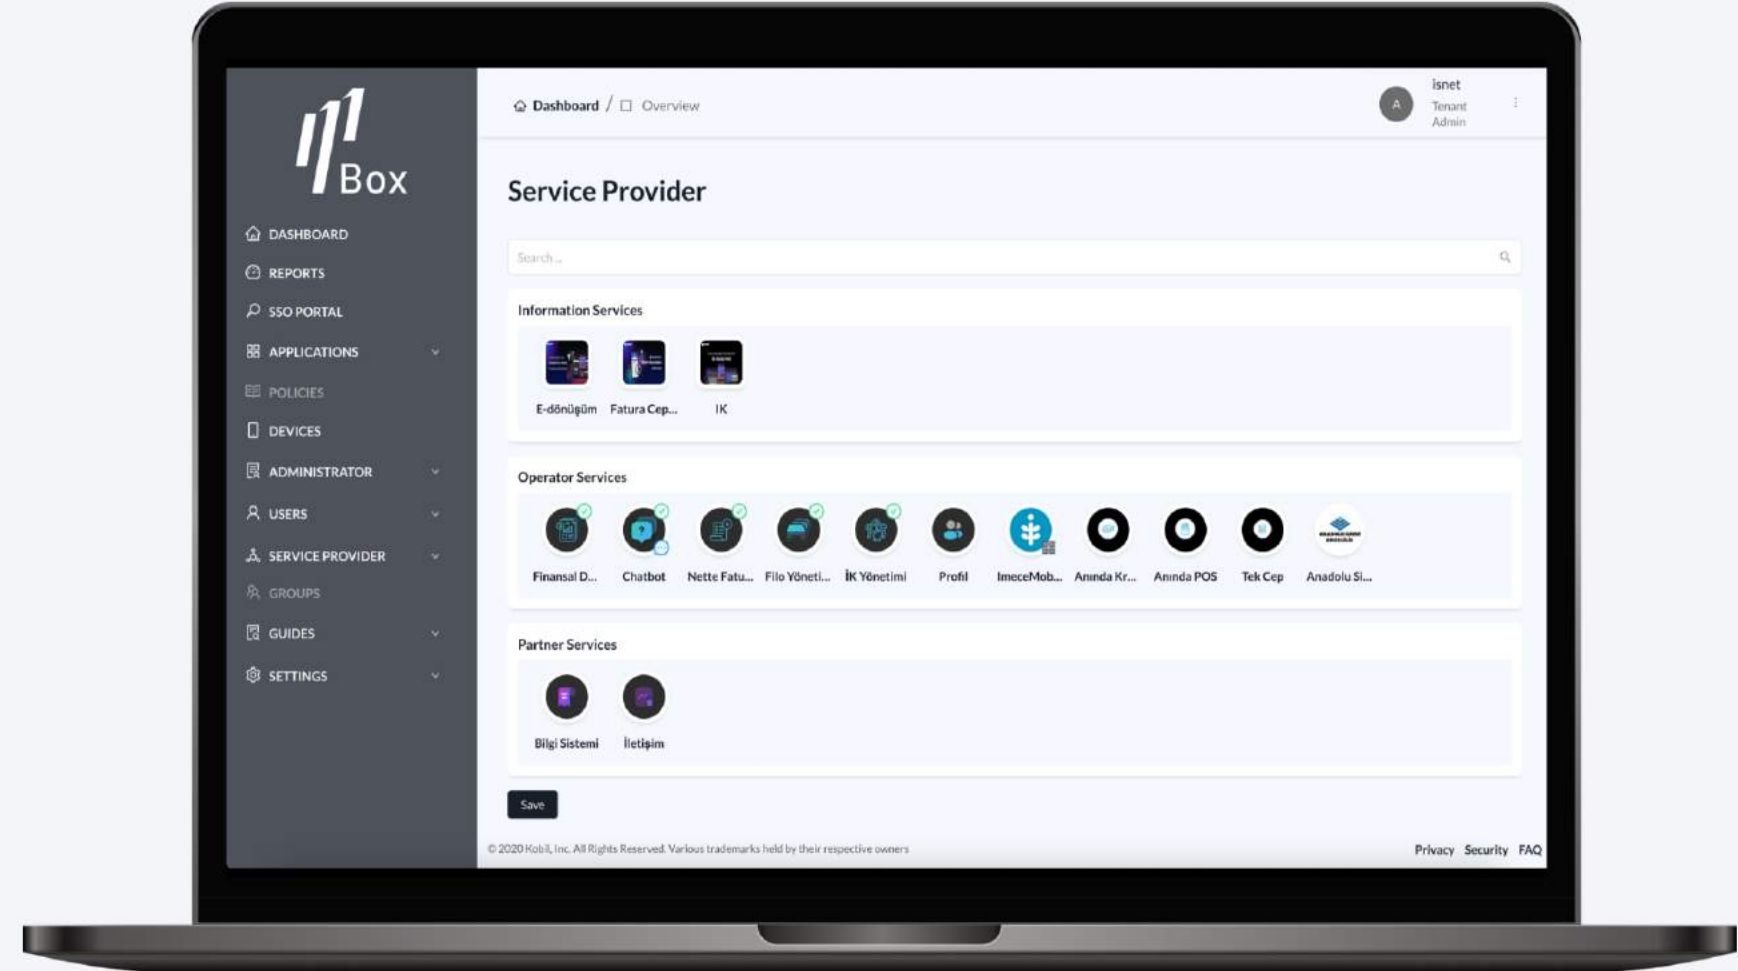 Box
DASHBOARD
REPORTS
SSO PORTAL
APPLICATIONS
POLICIES
DEVICES
ADMINISTRATOR
USERS
SERVICE PROVIDER
GROUPS
GUIDES
SETTINGS
Dashboard / Overview
A
isnet
Tenant
Admin
Service Provider
Search ...
Information Services
E-dönüşüm Fatura Cep... IK
Operator Services
Finansal D... Chatbot Nette Fatu... Filo Yöneti... İK Yönetimi Profil ImeceMob... Anında Kr... Anında POS Tek Cep Anadolu Si...
Partner Services
Bilgi Sistemi İletişim
Save
© 2020 Kobil, Inc. All Rights Reserved. Various trademarks held by their respective owners
Privacy Security FAQ